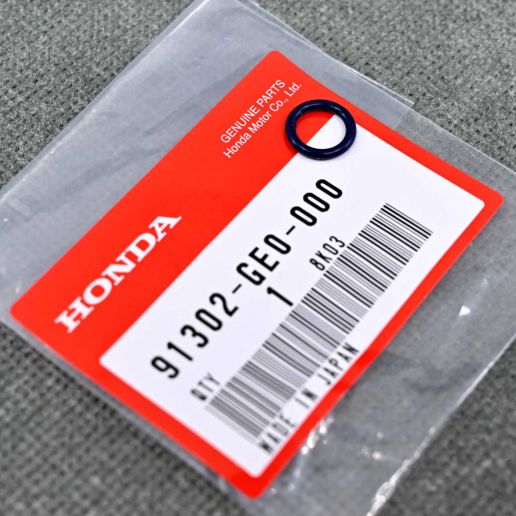 GENUINE PARTS
Honda Motor Co., Ltd.
HONDA
91302-GE0-000
QTY 1 8K03
MADE IN JAPAN